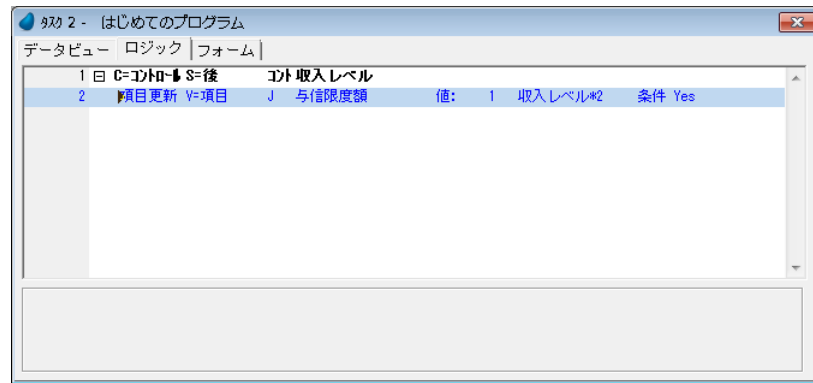 ﾀｽｸ 2 - はじめてのプログラム
データビュー ロジック フォーム
1 C=ｺﾝﾄﾛｰﾙ S=後 ｺﾝﾄ 収入レベル
2 項目更新 V=項目 J 与信限度額 値: 1 収入レベル*2 条件 Yes